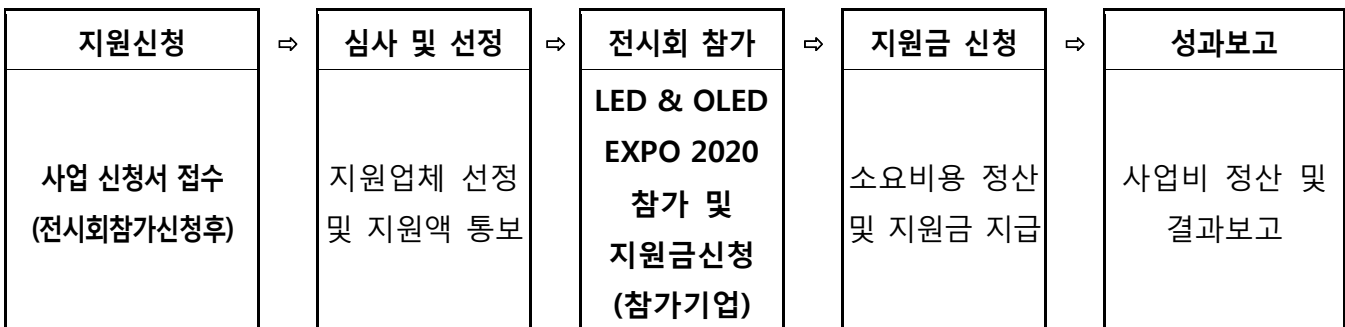 지원신청 ⇨ 심사 및 선정 ⇨ 전시회 참가 ⇨ 지원금 신청 ⇨ 성과보고
사업 신청서 접수
(전시회참가신청후)
지원업체 선정
및 지원액 통보
LED & OLED
EXPO 2020
참가 및
지원금신청
(참가기업)
소요비용 정산
및 지원금 지급
사업비 정산 및
결과보고